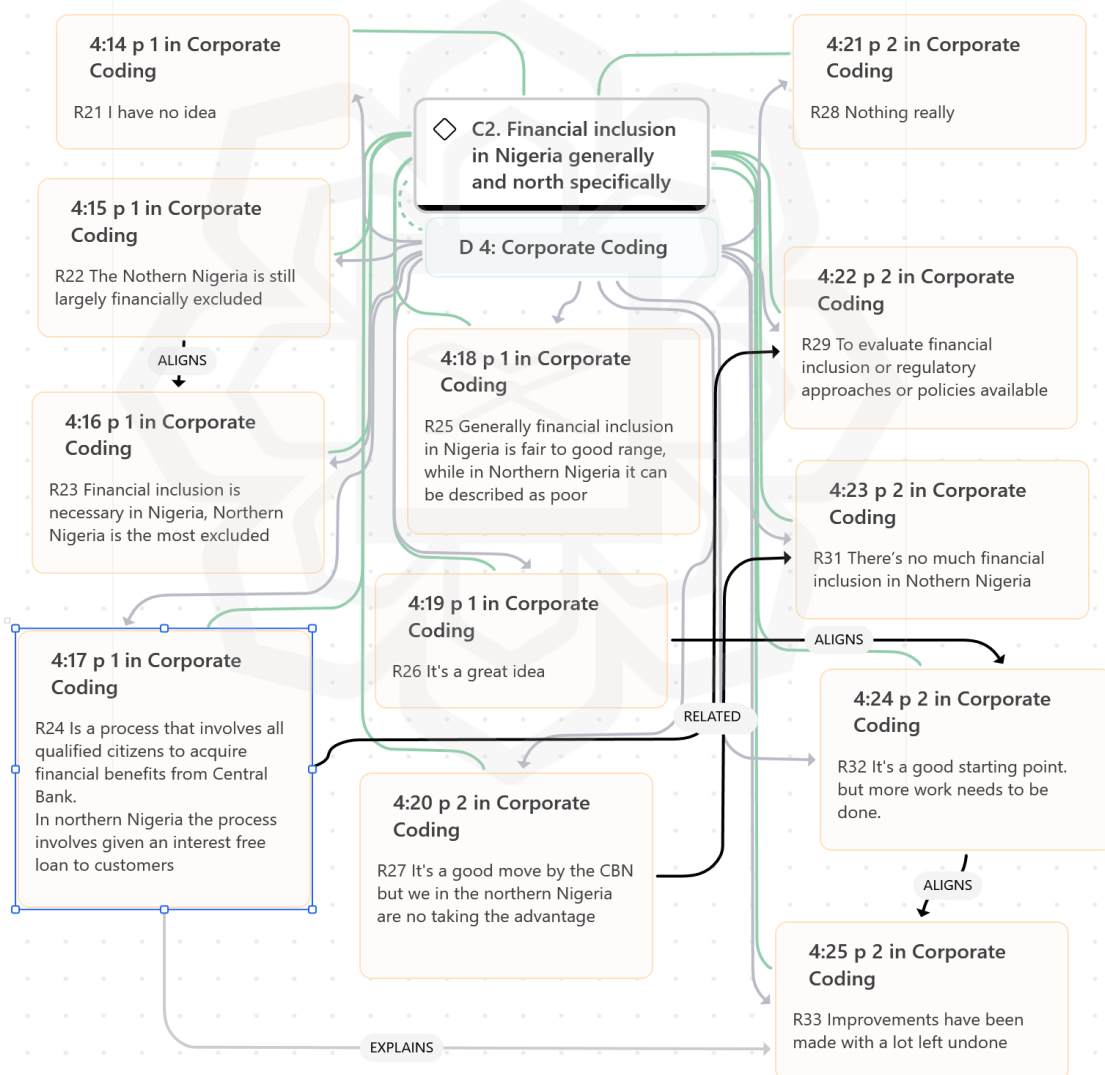 4:14 p 1 in Corporate
Coding
R21 I have no idea
4:21 p 2 in Corporate
Coding
R28 Nothing really
C2. Financial inclusion
in Nigeria generally
and north specifically
D 4: Corporate Coding
4:15 p 1 in Corporate
Coding
R22 The Nothern Nigeria is still
largely financially excluded
ALIGNS
4:22 p 2 in Corporate
Coding
R29 To evaluate financial
inclusion or regulatory
approaches or policies available
4:18 p 1 in Corporate
Coding
R25 Generally financial inclusion
in Nigeria is fair to good range,
while in Northern Nigeria it can
be described as poor
4:16 p 1 in Corporate
Coding
R23 Financial inclusion is
necessary in Nigeria, Northern
Nigeria is the most excluded
4:23 p 2 in Corporate
Coding
R31 There's no much financial
inclusion in Nothern Nigeria
4:19 p 1 in Corporate
Coding
R26 It's a great idea
ALIGNS
4:17 p 1 in Corporate
Coding
R24 Is a process that involves all
qualified citizens to acquire
financial benefits from Central
Bank.
In northern Nigeria the process
involves given an interest free
loan to customers
RELATED
4:24 p 2 in Corporate
Coding
R32 It's a good starting point.
but more work needs to be
done.
4:20 p 2 in Corporate
Coding
R27 It's a good move by the CBN
but we in the northern Nigeria
are no taking the advantage
ALIGNS
4:25 p 2 in Corporate
Coding
R33 Improvements have been
made with a lot left undone
EXPLAINS